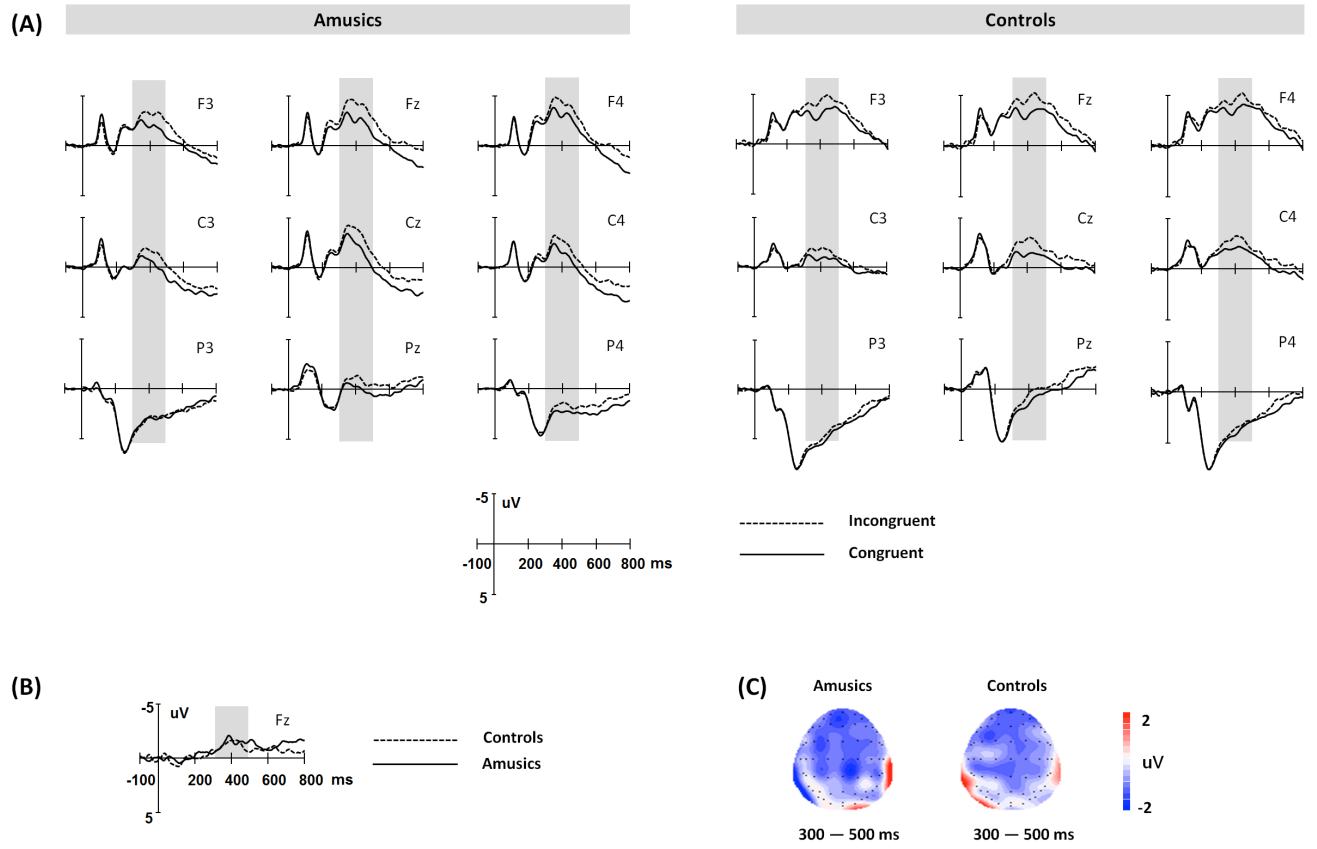 (A)
Amusics
Controls
F3
Fz
F4
F3
Fz
F4
C3
Cz
C4
C3
Cz
C4
P3
Pz
P4
P3
Pz
P4
-5
uV
-100 200 400 600 800 ms
5
Incongruent
Congruent
(B)
-5
uV
Fz
-100 200 400 600 800 ms
5
Controls
Amusics
(C)
Amusics
Controls
2
uV
-2
300 — 500 ms
300 — 500 ms